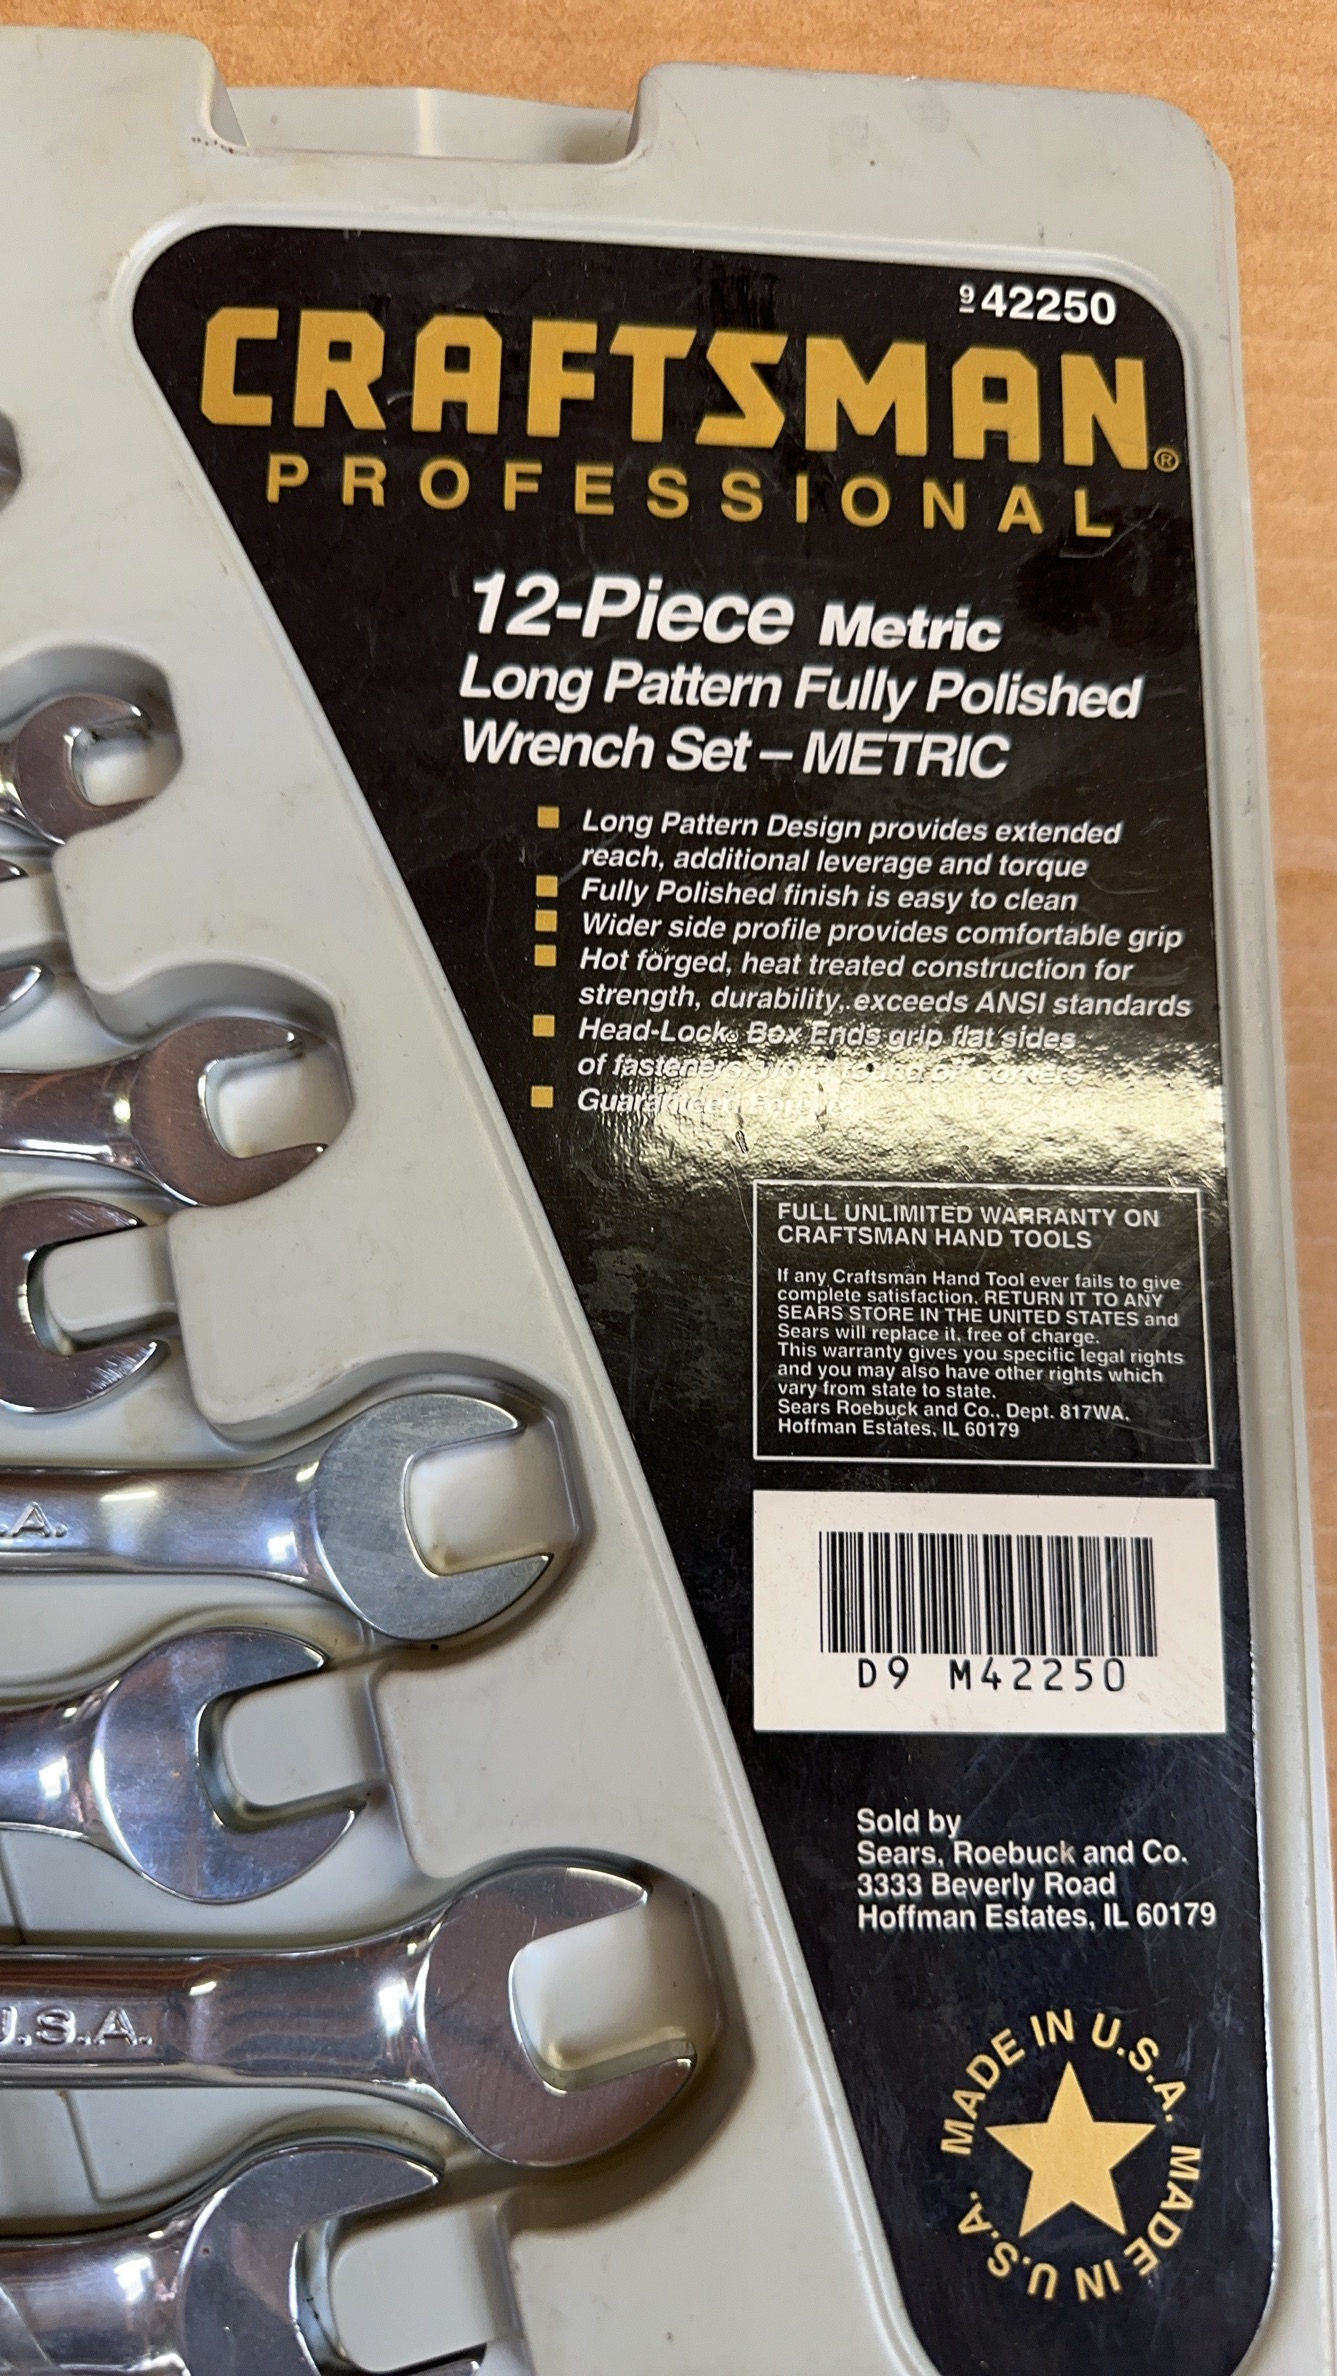 9 42250
CRAFTSMAN®
PROFESSIONAL
12-Piece Metric
Long Pattern Fully Polished
Wrench Set – METRIC
Long Pattern Design provides extended
reach, additional leverage and torque
Fully Polished finish is easy to clean
Wider side profile provides comfortable grip
Hot forged, heat treated construction for
strength, durability, exceeds ANSI standards
Head-Lock® Box Ends grip flat sides
of fasteners, won't round off corners
Guaranteed Forever
FULL UNLIMITED WARRANTY ON
CRAFTSMAN HAND TOOLS
If any Craftsman Hand Tool ever fails to give
complete satisfaction, RETURN IT TO ANY
SEARS STORE IN THE UNITED STATES and
Sears will replace it, free of charge.
This warranty gives you specific legal rights
and you may also have other rights which
vary from state to state.
Sears Roebuck and Co., Dept. 817WA,
Hoffman Estates, IL 60179
.A.
D9 M42250
Sold by
Sears, Roebuck and Co.
3333 Beverly Road
Hoffman Estates, IL 60179
U.S.A.
MADE IN U.S.A. MADE IN U.S.A.